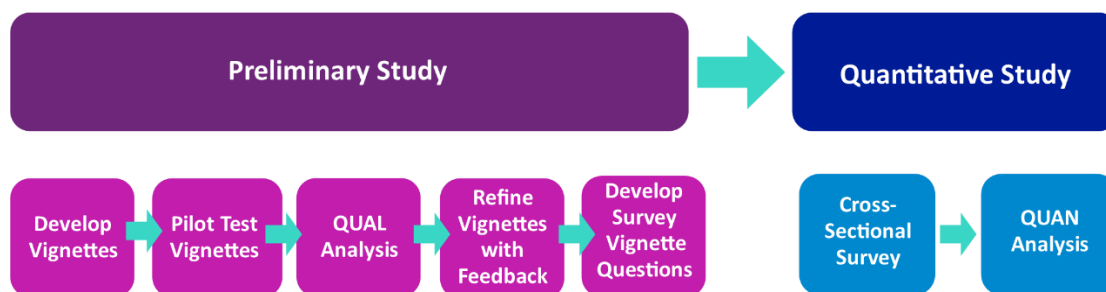 Preliminary Study
Quantitative Study
Develop
Vignettes
Pilot Test
Vignettes
QUAL
Analysis
Refine
Vignettes
with
Feedback
Develop
Survey
Vignette
Questions
Cross-
Sectional
Survey
QUAN
Analysis